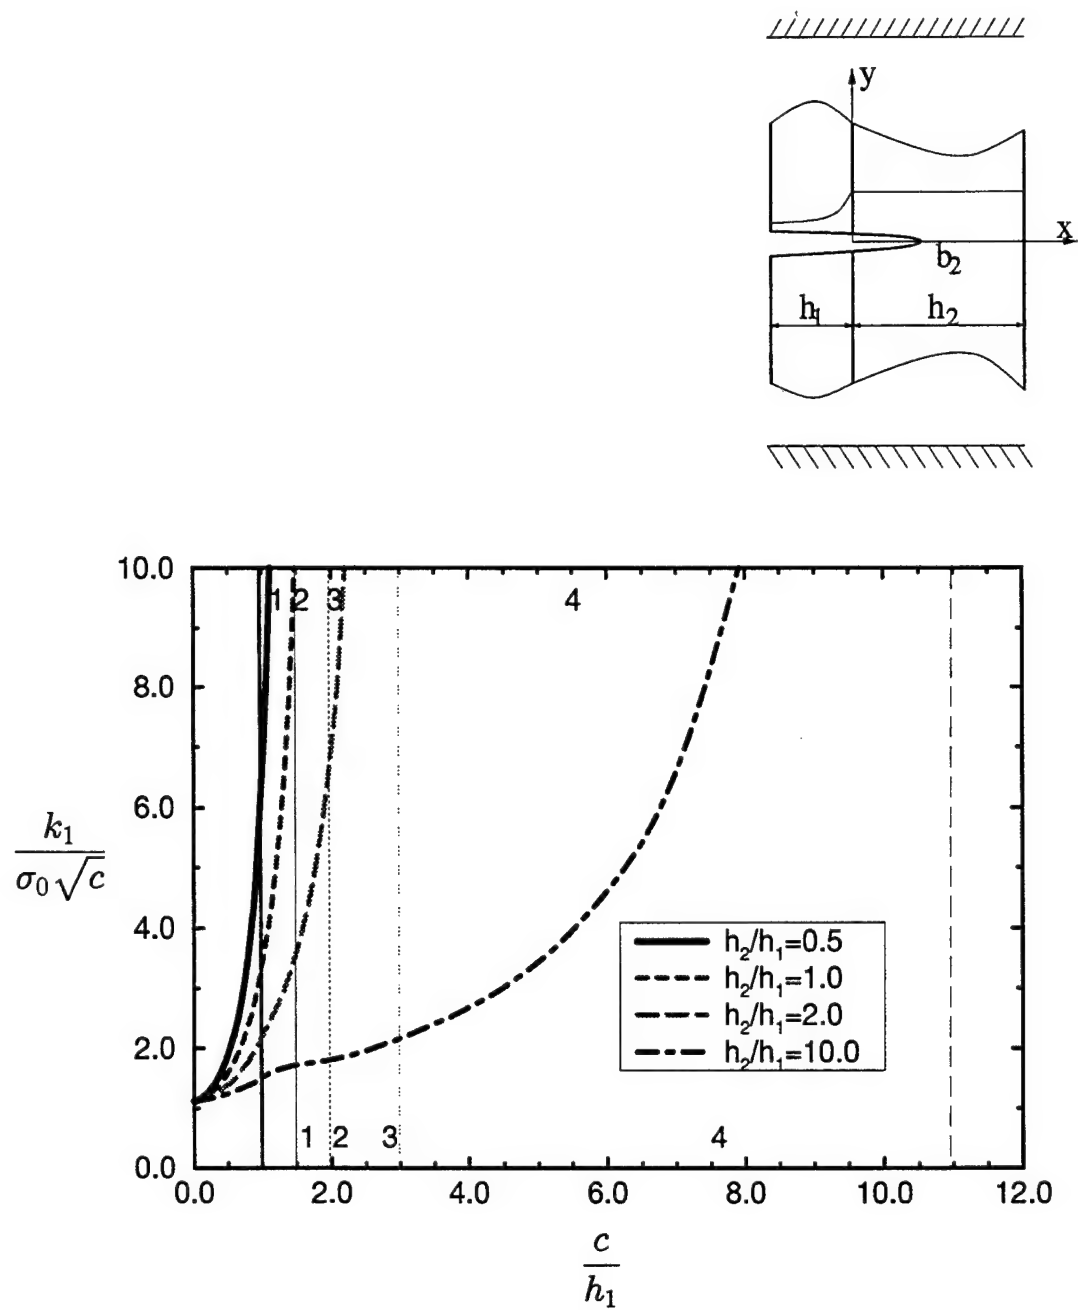 y
x
b₂
h₁ h₂
10.0
8.0
6.0
4.0
2.0
0.0
k₁
σ₀√c
1 2 3 4
h₂/h₁=0.5
h₂/h₁=1.0
h₂/h₁=2.0
h₂/h₁=10.0
1 2 3 4
0.0 2.0 4.0 6.0 8.0 10.0 12.0
c
h₁